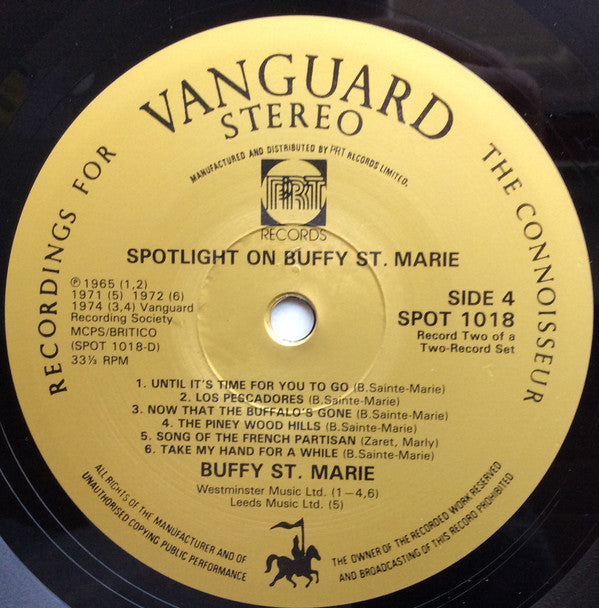 RECORDINGS FOR
VANGUARD
THE CONNOISSEUR
STEREO
MANUFACTURED AND DISTRIBUTED BY PRT RECORDS LIMITED.
PRT
RECORDS
SPOTLIGHT ON BUFFY ST. MARIE
℗1965 (1,2)
1971 (5) 1972 (6)
1974 (3,4) Vanguard
Recording Society
MCPS/BRITICO
(SPOT 1018-D)
33⅓ RPM
SIDE 4
SPOT 1018
Record Two of a
Two-Record Set
1. UNTIL IT'S TIME FOR YOU TO GO (B.Sainte-Marie)
2. LOS PESCADORES (B.Sainte-Marie)
3. NOW THAT THE BUFFALO'S GONE (B.Sainte-Marie)
4. THE PINEY WOOD HILLS (B.Sainte-Marie)
5. SONG OF THE FRENCH PARTISAN (Zaret, Marly)
6. TAKE MY HAND FOR A WHILE (B.Sainte-Marie)
BUFFY ST. MARIE
Westminster Music Ltd. (1–4,6)
Leeds Music Ltd. (5)
ALL RIGHTS OF THE MANUFACTURER AND OF
THE OWNER OF THE RECORDED WORK RESERVED
UNAUTHORISED COPYING PUBLIC PERFORMANCE
AND BROADCASTING OF THIS RECORD PROHIBITED